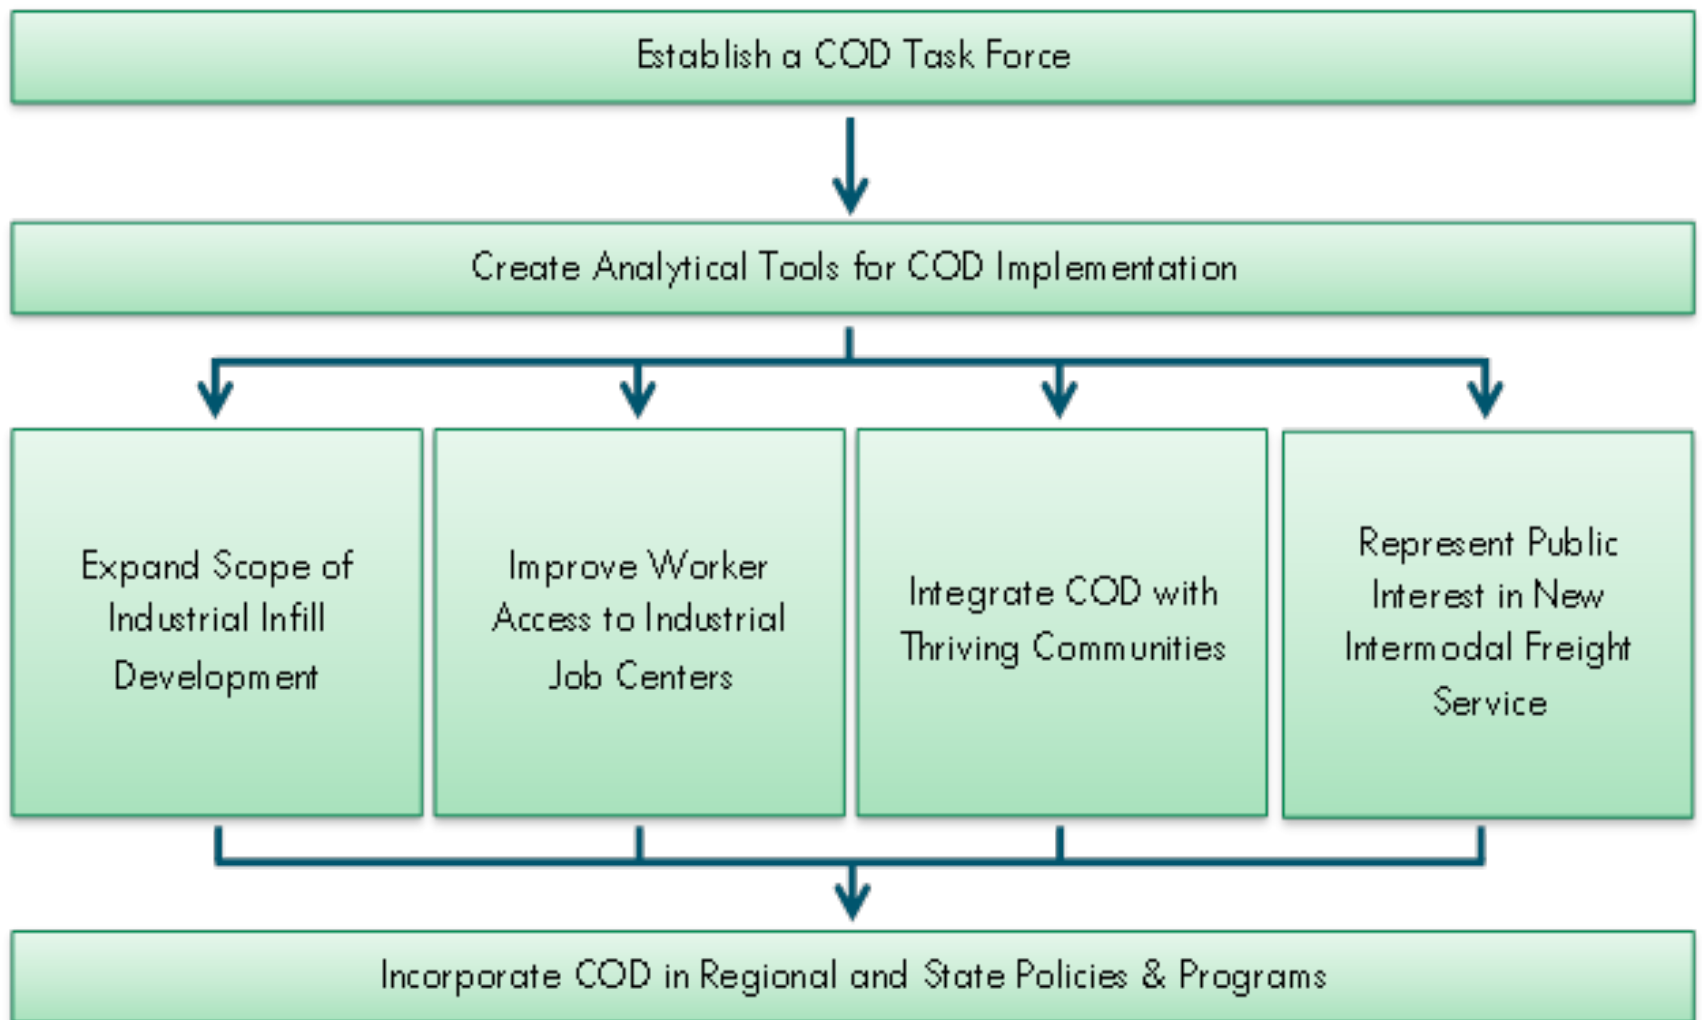 Establish a COD Task Force
Create Analytical Tools for COD Implementation
Expand Scope of
Industrial Infill
Development
Improve Worker
Access to Industrial
Job Centers
Integrate COD with
Thriving Communities
Represent Public
Interest in New
Intermodal Freight
Service
Incorporate COD in Regional and State Policies & Programs